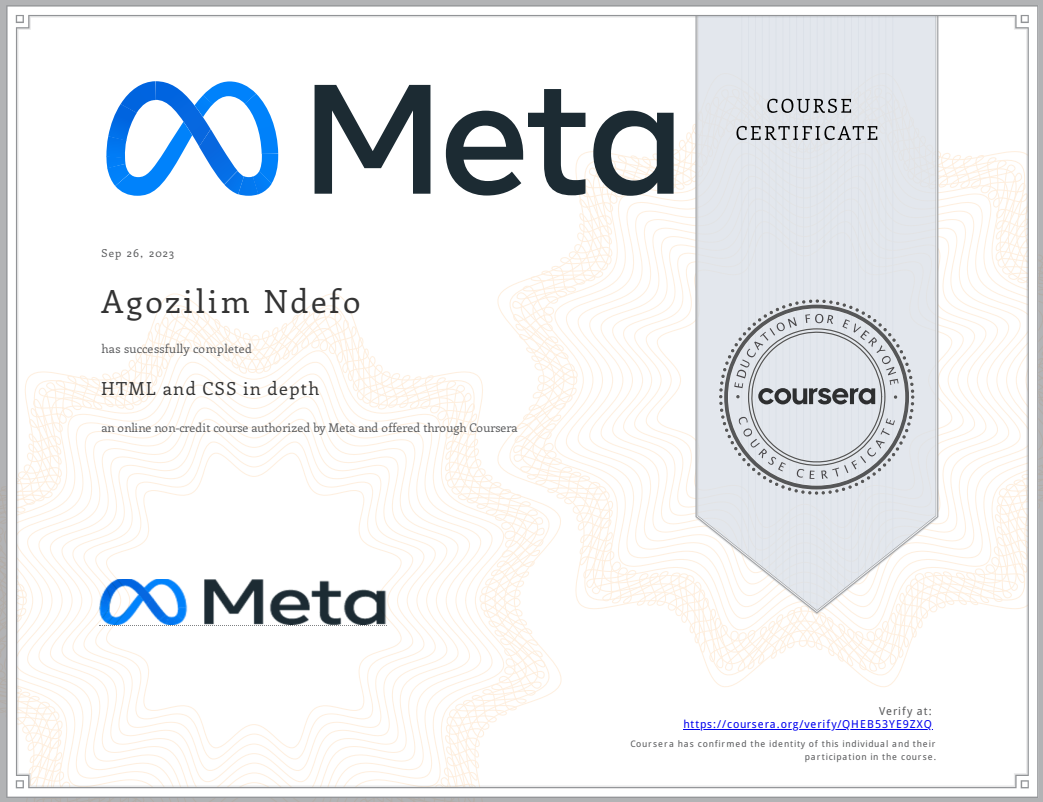 Meta
COURSE
CERTIFICATE
Sep 26, 2023
Agozilim Ndefo
has successfully completed
HTML and CSS in depth
an online non-credit course authorized by Meta and offered through Coursera
EDUCATION FOR EVERYONE
coursera
COURSE CERTIFICATE
Meta
Verify at:
https://coursera.org/verify/QHEB53YE9ZXQ
Coursera has confirmed the identity of this individual and their
participation in the course.